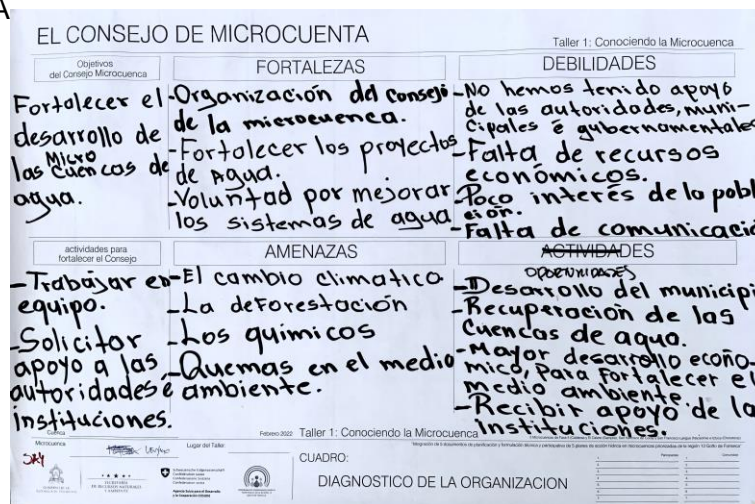 A
EL CONSEJO DE MICROCUENTA
Taller 1: Conociendo la Microcuenca
Objetivos
del Consejo Microcuenca
Fortalecer el
desarrollo de
las Micro Cuencas de
agua.
FORTALEZAS
-Organización del consejo
de la microcuenca.
-Fortalecer los proyectos
de Agua.
-Voluntad por mejorar
los sistemas de agua
DEBILIDADES
-No hemos tenido apoyo
de las autoridades, muni-
cipales é gubernamentales
-Falta de recursos
económicos.
-Poco interés de la pobl
ción.
-Falta de comunicació
actividades para
fortalecer el Consejo
-Trabajar en
equipo.
-Solicitar
apoyo a las
autoridades é
instituciones.
AMENAZAS
-El cambio climatico
-La deforestación
-Los químicos
-Quemas en el medio
ambiente.
ACTIVIDADES
OPORTUNIDADES
-Desarrollo del municipi
-Recuperación de las
Cuencas de agua.
-Mayor desarrollo econó-
mico, Para Fortalecer el
medio ambiente.
-Recibir apoyo de la
Instituciones.
Cuenca
Microcuenca
Lugar del Taller:
Febrero 2022
Taller 1: Conociendo la Microcuenca
CUADRO:
DIAGNOSTICO DE LA ORGANIZACION